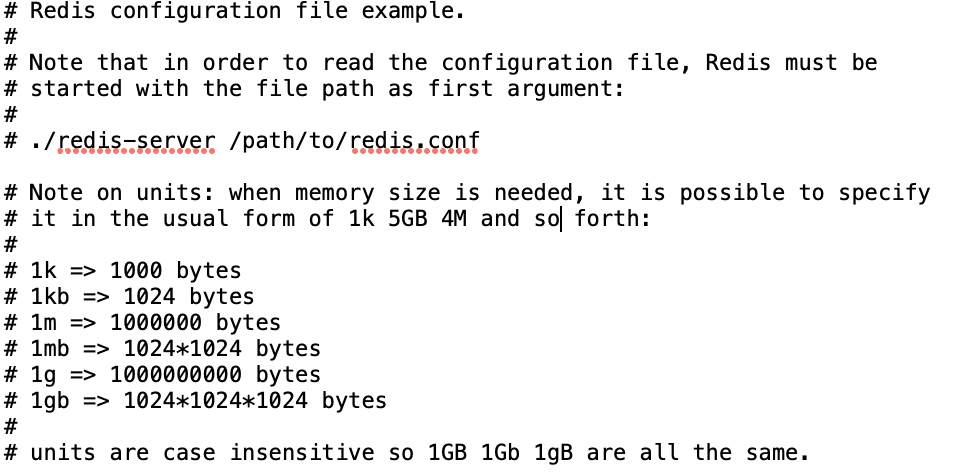 # Redis configuration file example.
#
# Note that in order to read the configuration file, Redis must be
# started with the file path as first argument:
#
# ./redis-server /path/to/redis.conf

# Note on units: when memory size is needed, it is possible to specify
# it in the usual form of 1k 5GB 4M and so forth:
#
# 1k => 1000 bytes
# 1kb => 1024 bytes
# 1m => 1000000 bytes
# 1mb => 1024*1024 bytes
# 1g => 1000000000 bytes
# 1gb => 1024*1024*1024 bytes
#
# units are case insensitive so 1GB 1Gb 1gB are all the same.